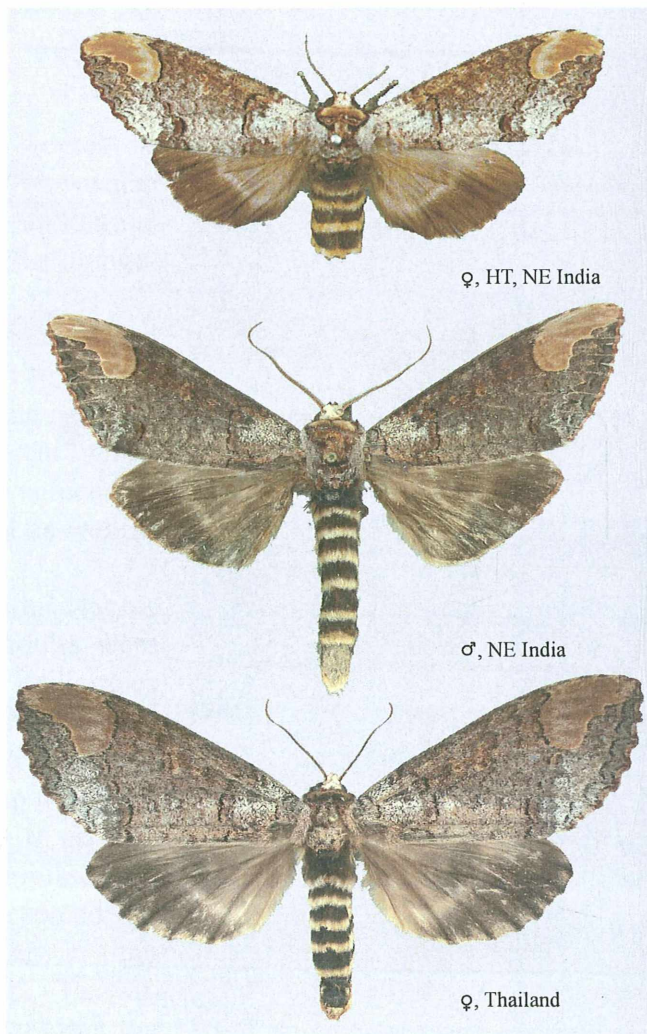 ♀, HT, NE India
♂, NE India
♀, Thailand